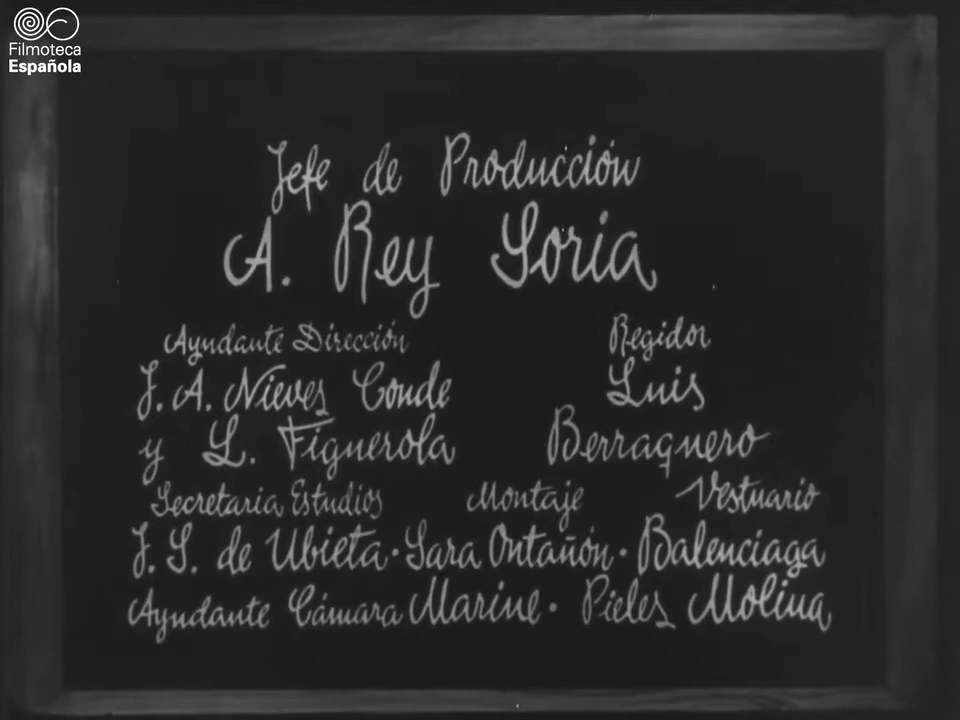 Filmoteca
Española
Jefe de Producción
A. Rey Soria
Ayudante Dirección Regidor
J. A. Nieves Conde Luis
y L. Figuerola Berraquero
Secretaria Estudios Montaje Vestuario
J. S. de Ubieta · Sara Ontañón · Balenciaga
Ayudante Cámara Marine · Pieles Molina